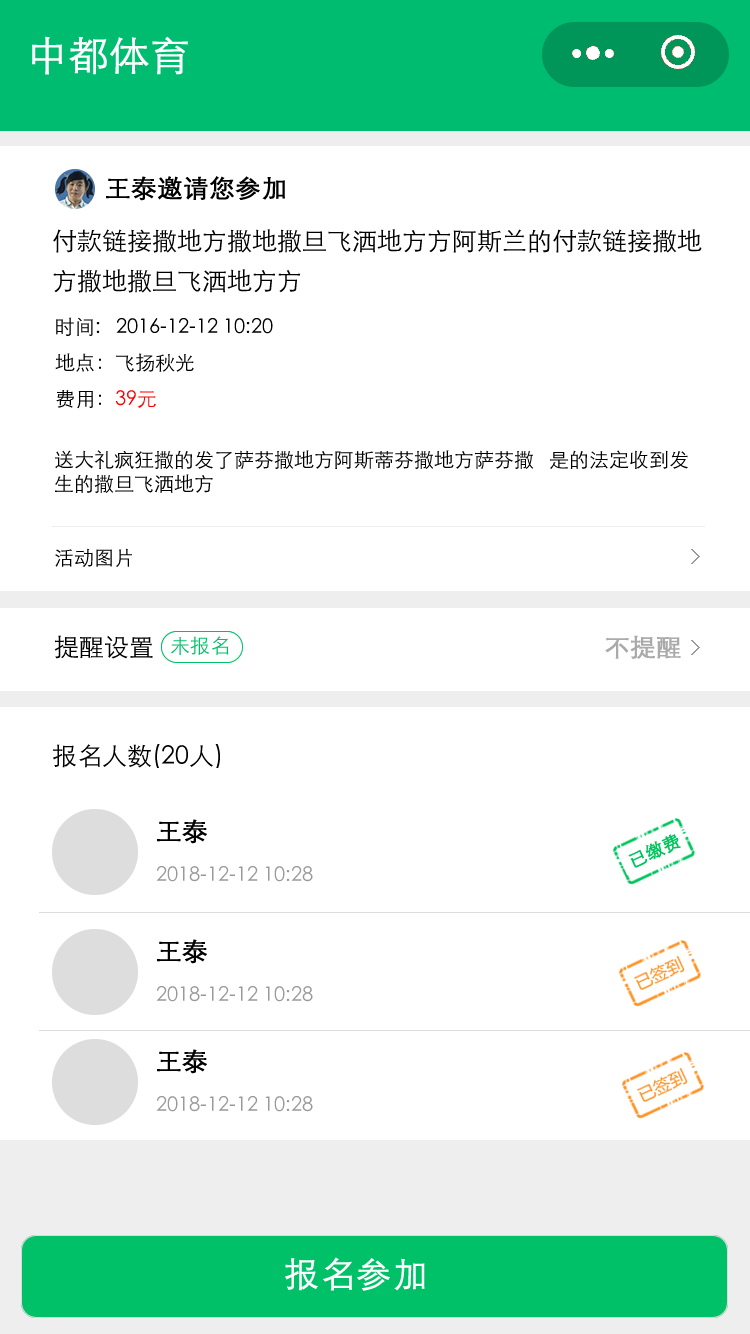 中都体育
王泰邀请您参加
付款链接撒地方撒地撒旦飞洒地方方阿斯兰的付款链接撒地
方撒地撒旦飞洒地方方
时间: 2016-12-12 10:20
地点: 飞扬秋光
费用: 39元
送大礼疯狂撒的发了萨芬撒地方阿斯蒂芬撒地方萨芬撒 是的法定收到发
生的撒旦飞洒地方
活动图片
提醒设置 未报名 不提醒
报名人数(20人)
王泰
2018-12-12 10:28
已缴费
王泰
2018-12-12 10:28
已签到
王泰
2018-12-12 10:28
已签到
报名参加